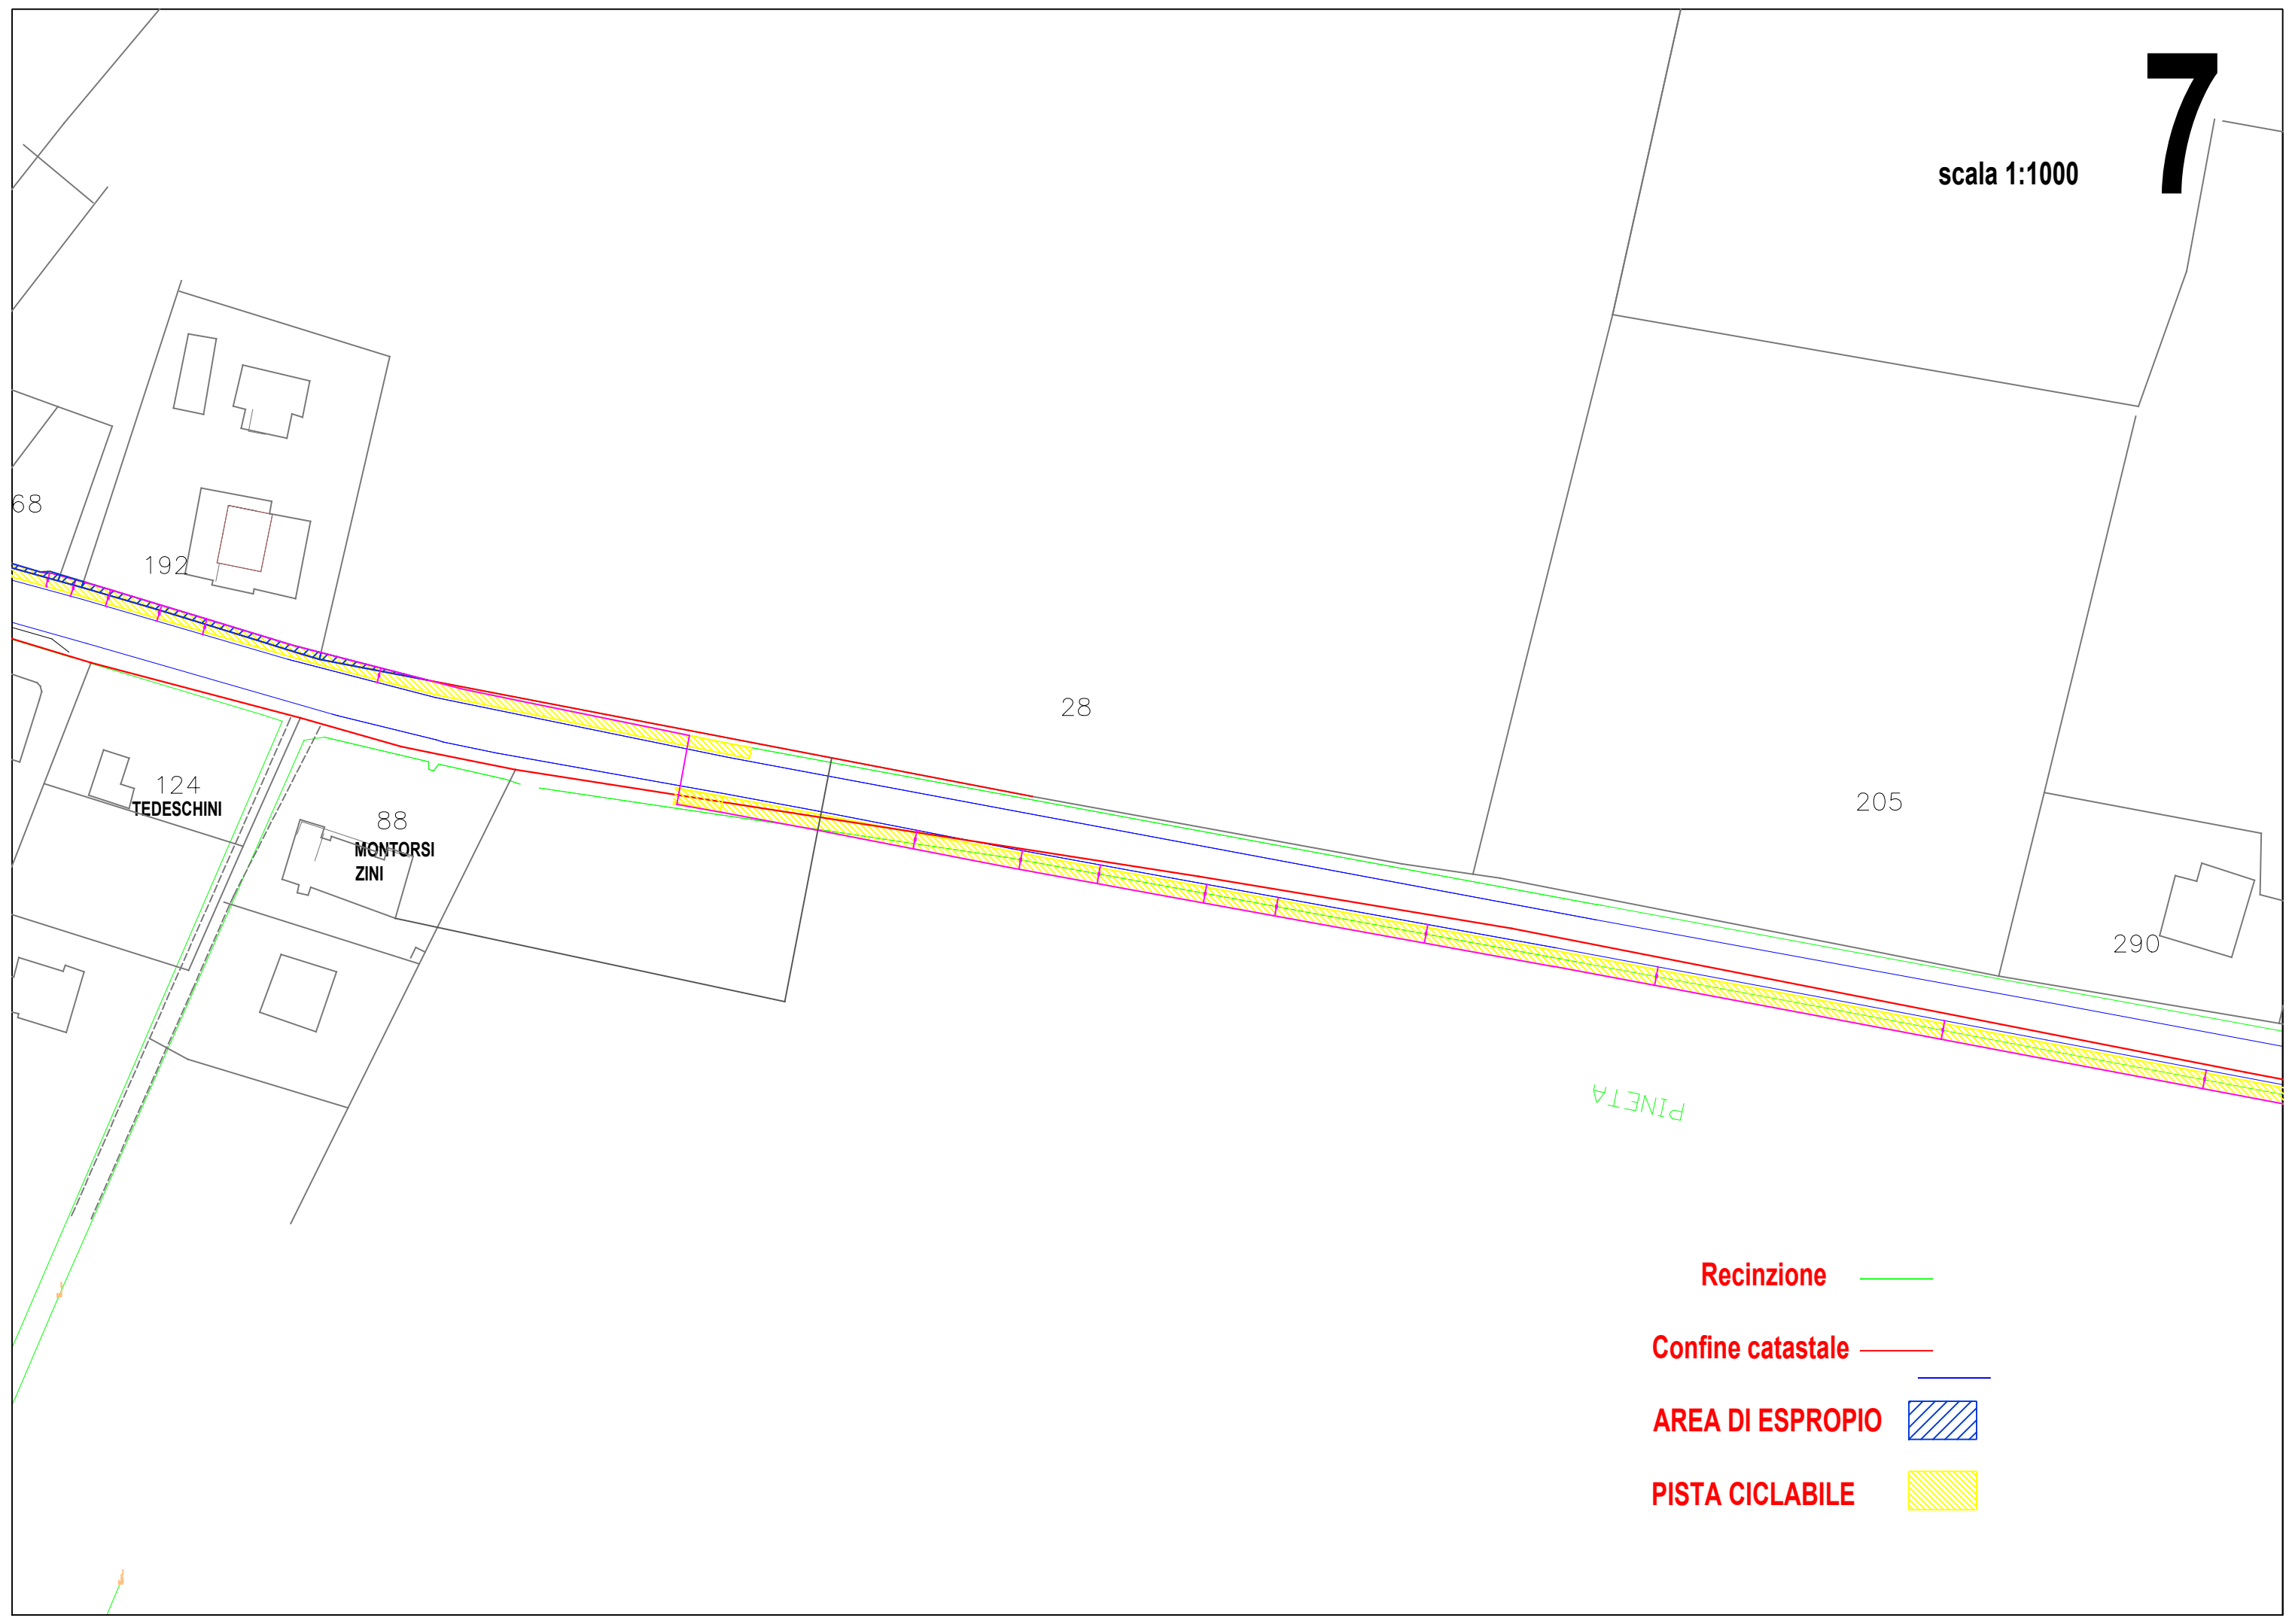 7
scala 1:1000
68
192
28
124
TEDESCHINI
88
MONTORSI
ZINI
205
290
PINETA
Recinzione
Confine catastale
AREA DI ESPROPIO
PISTA CICLABILE